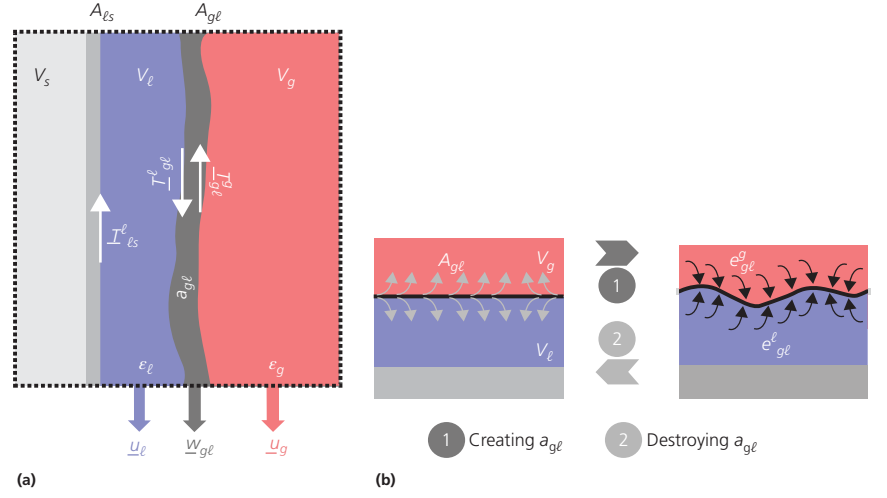 A_ℓs
A_gℓ
V_s
V_ℓ
V_g
T^ℓ_gℓ
T^g_gℓ
T^ℓ_ℓs
a_gℓ
ε_ℓ
ε_g
u_ℓ
w_gℓ
u_g
(a)
A_gℓ
V_g
V_ℓ
1
2
e^g_gℓ
e^ℓ_gℓ
1 Creating a_gℓ
2 Destroying a_gℓ
(b)